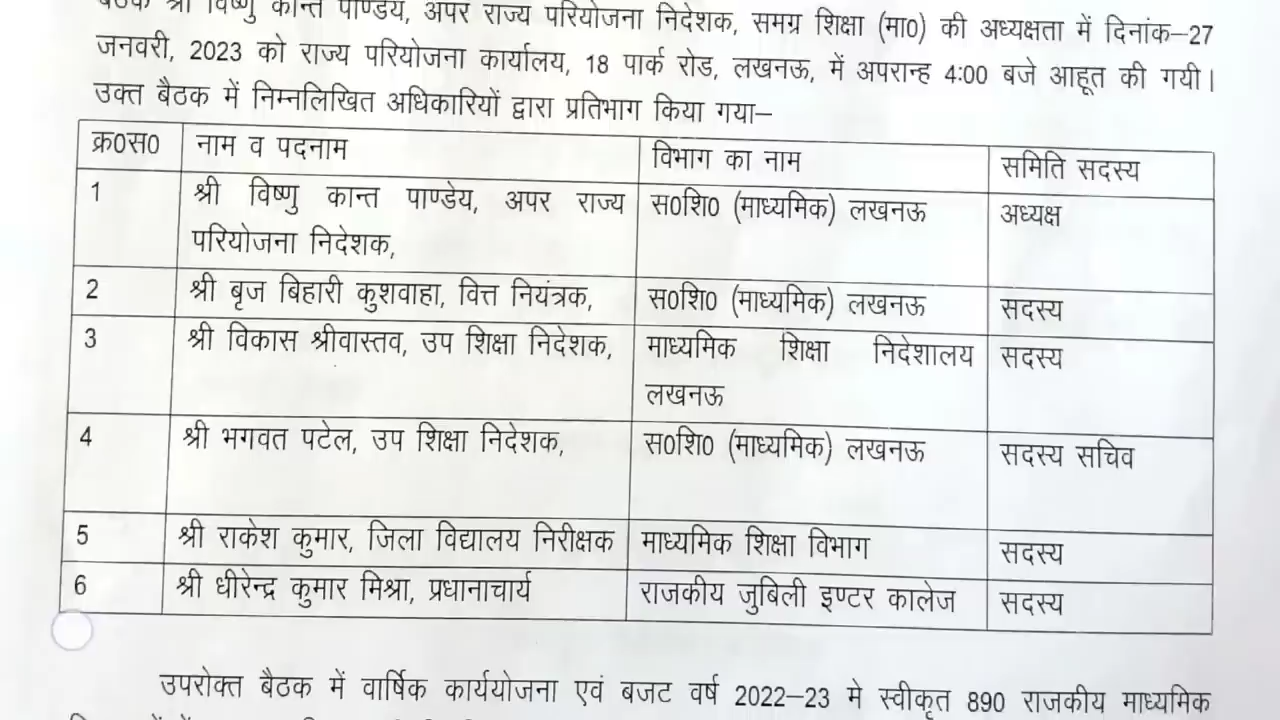 बैठक श्री विष्णु कान्त पाण्डेय, अपर राज्य परियोजना निदेशक, समग्र शिक्षा (मा0) की अध्यक्षता में दिनांक–27
जनवरी, 2023 को राज्य परियोजना कार्यालय, 18 पार्क रोड, लखनऊ, में अपरान्ह 4:00 बजे आहूत की गयी।
उक्त बैठक में निम्नलिखित अधिकारियों द्वारा प्रतिभाग किया गया–
क्र0स0 नाम व पदनाम विभाग का नाम समिति सदस्य
1 श्री विष्णु कान्त पाण्डेय, अपर राज्य स0शि0 (माध्यमिक) लखनऊ अध्यक्ष
परियोजना निदेशक,
2 श्री बृज बिहारी कुशवाहा, वित्त नियंत्रक, स0शि0 (माध्यमिक) लखनऊ सदस्य
3 श्री विकास श्रीवास्तव, उप शिक्षा निदेशक, माध्यमिक शिक्षा निदेशालय सदस्य
लखनऊ
4 श्री भगवत पटेल, उप शिक्षा निदेशक, स0शि0 (माध्यमिक) लखनऊ सदस्य सचिव
5 श्री राकेश कुमार, जिला विद्यालय निरीक्षक माध्यमिक शिक्षा विभाग सदस्य
6 श्री धीरेन्द्र कुमार मिश्रा, प्रधानाचार्य राजकीय जुबिली इण्टर कालेज सदस्य
उपरोक्त बैठक में वार्षिक कार्ययोजना एवं बजट वर्ष 2022–23 मे स्वीकृत 890 राजकीय माध्यमिक